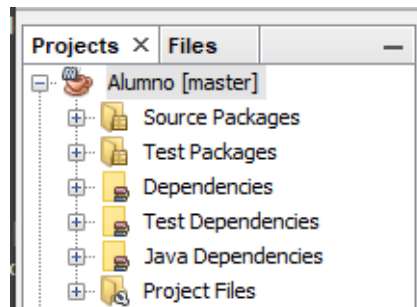 Projects Files
Alumno [master]
Source Packages
Test Packages
Dependencies
Test Dependencies
Java Dependencies
Project Files